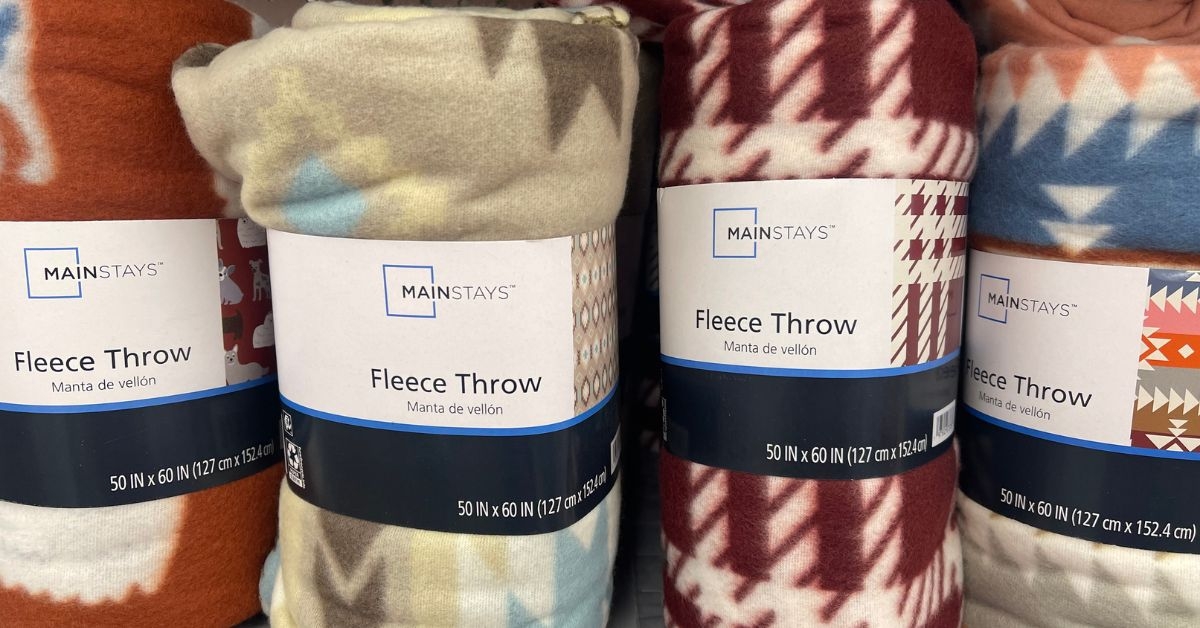 MAINSTAYS™
Fleece Throw
Manta de vellón
50 IN x 60 IN (127 cm x 152.4 cm)
MAINSTAYS™
Fleece Throw
Manta de vellón
50 IN x 60 IN (127 cm x 152.4 cm)
MAINSTAYS™
Fleece Throw
Manta de vellón
50 IN x 60 IN (127 cm x 152.4 cm)
MAINSTAYS™
Fleece Throw
Manta de vellón
50 IN x 60 IN (127 cm x 152.4 cm)